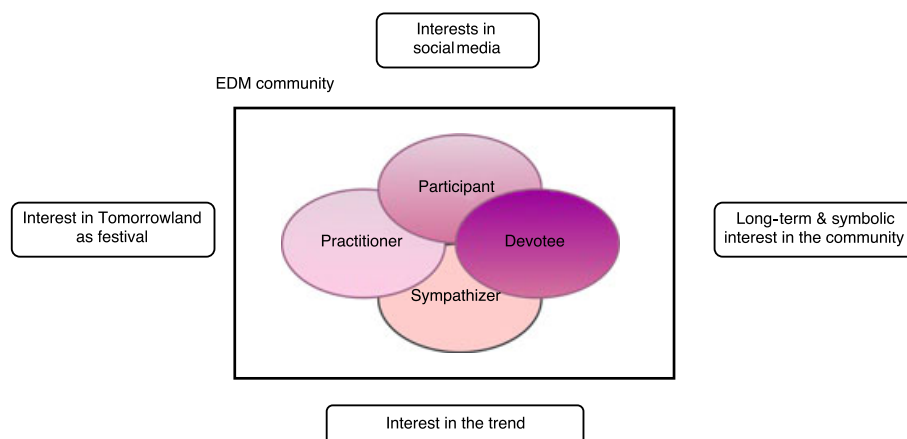 Interests in
social media
EDM community
Participant
Interest in Tomorrowland
as festival
Practitioner
Devotee
Long-term & symbolic
interest in the community
Sympathizer
Interest in the trend